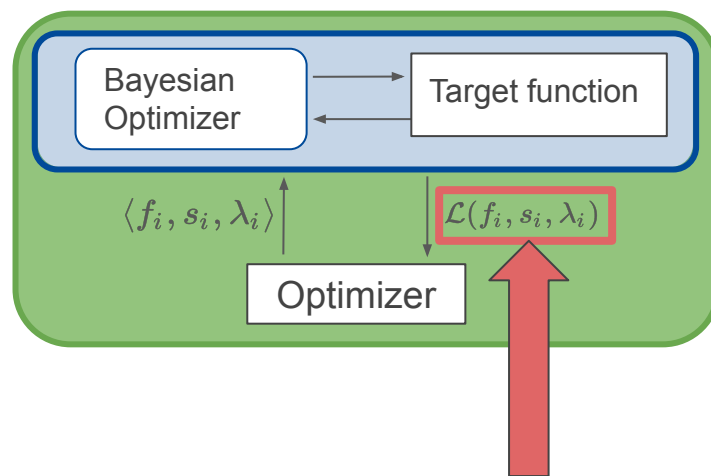 Bayesian
Optimizer
Target function
⟨f_i, s_i, λ_i⟩
ℒ(f_i, s_i, λ_i)
Optimizer